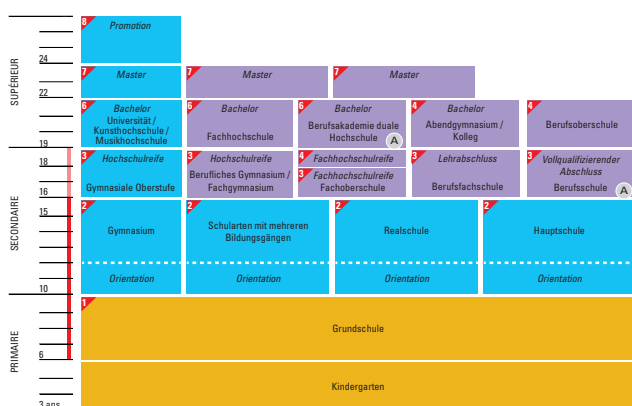 SUPÉRIEUR
SECONDAIRE
PRIMAIRE
24
22
19
18
16
15
10
6
3 ans
8 Promotion
7 Master
7 Master
7 Master
6 Bachelor
Universität /
Kunsthochschule /
Musikhochschule
6 Bachelor
Fachhochschule
6 Bachelor
Berufsakademie duale
Hochschule A
4 Bachelor
Abendgymnasium /
Kolleg
4
Berufsoberschule
3 Hochschulreife
Gymnasiale Oberstufe
3 Hochschulreife
Berufliches Gymnasium /
Fachgymnasium
4 Fachhochschulreife
3 Fachhochschulreife
Fachoberschule
3 Lehrabschluss
Berufsfachschule
3 Vollqualifizierender
Abschluss
Berufsschule A
2
Gymnasium
Orientation
2
Schularten mit mehreren
Bildungsgängen
Orientation
2
Realschule
Orientation
2
Hauptschule
Orientation
1
Grundschule
Kindergarten